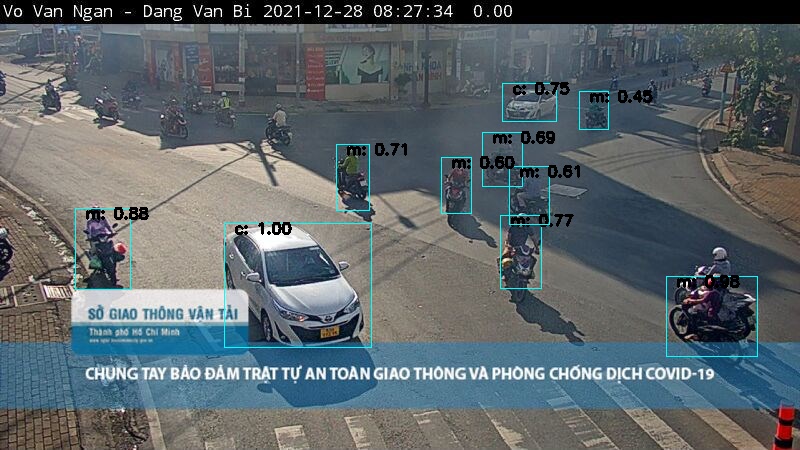 Vo Van Ngan - Dang Van Bi 2021-12-28 08:27:34 0.00
c: 0.75
m: 0.45
m: 0.69
m: 0.71
m: 0.60
m: 0.61
m: 0.88
m: 0.77
c: 1.00
m: 0.98
SỞ GIAO THÔNG VẬN TẢI
Thành phố Hồ Chí Minh
CHUNG TAY BẢO ĐẢM TRẬT TỰ AN TOÀN GIAO THÔNG VÀ PHÒNG CHỐNG DỊCH COVID-19